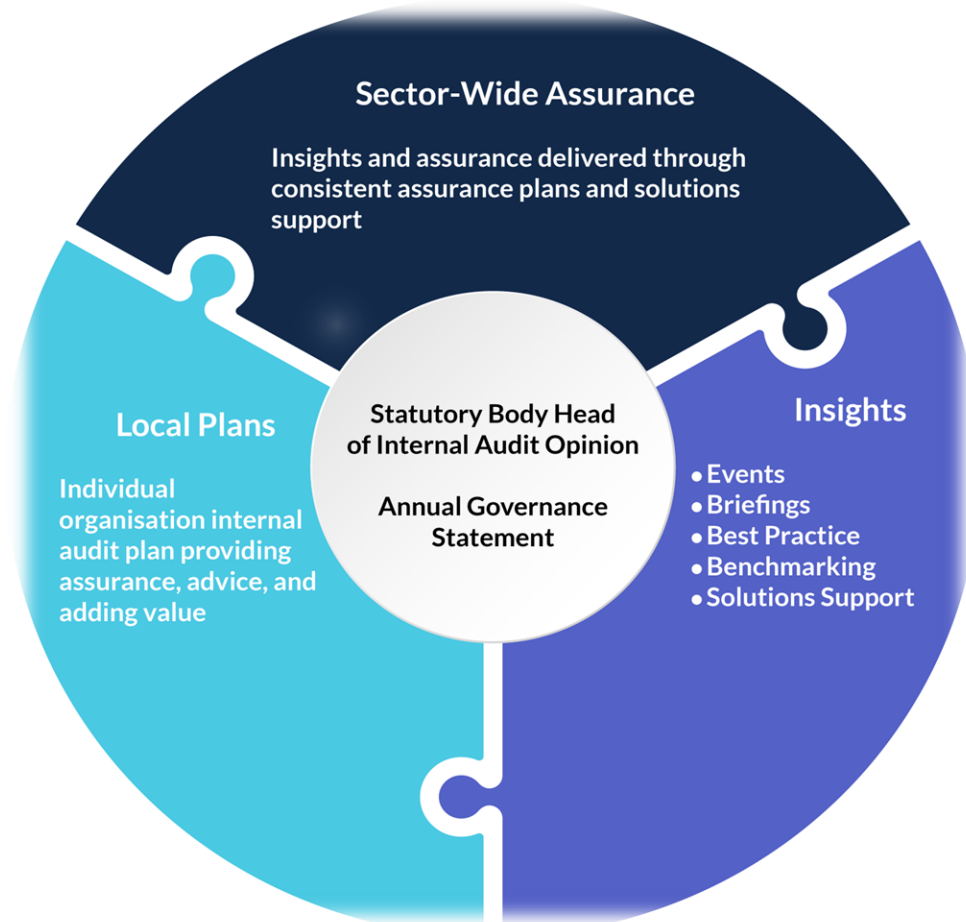 Sector-Wide Assurance
Insights and assurance delivered through
consistent assurance plans and solutions
support
Local Plans
Individual
organisation internal
audit plan providing
assurance, advice, and
adding value
Statutory Body Head
of Internal Audit Opinion
Annual Governance
Statement
Insights
• Events
• Briefings
• Best Practice
• Benchmarking
• Solutions Support